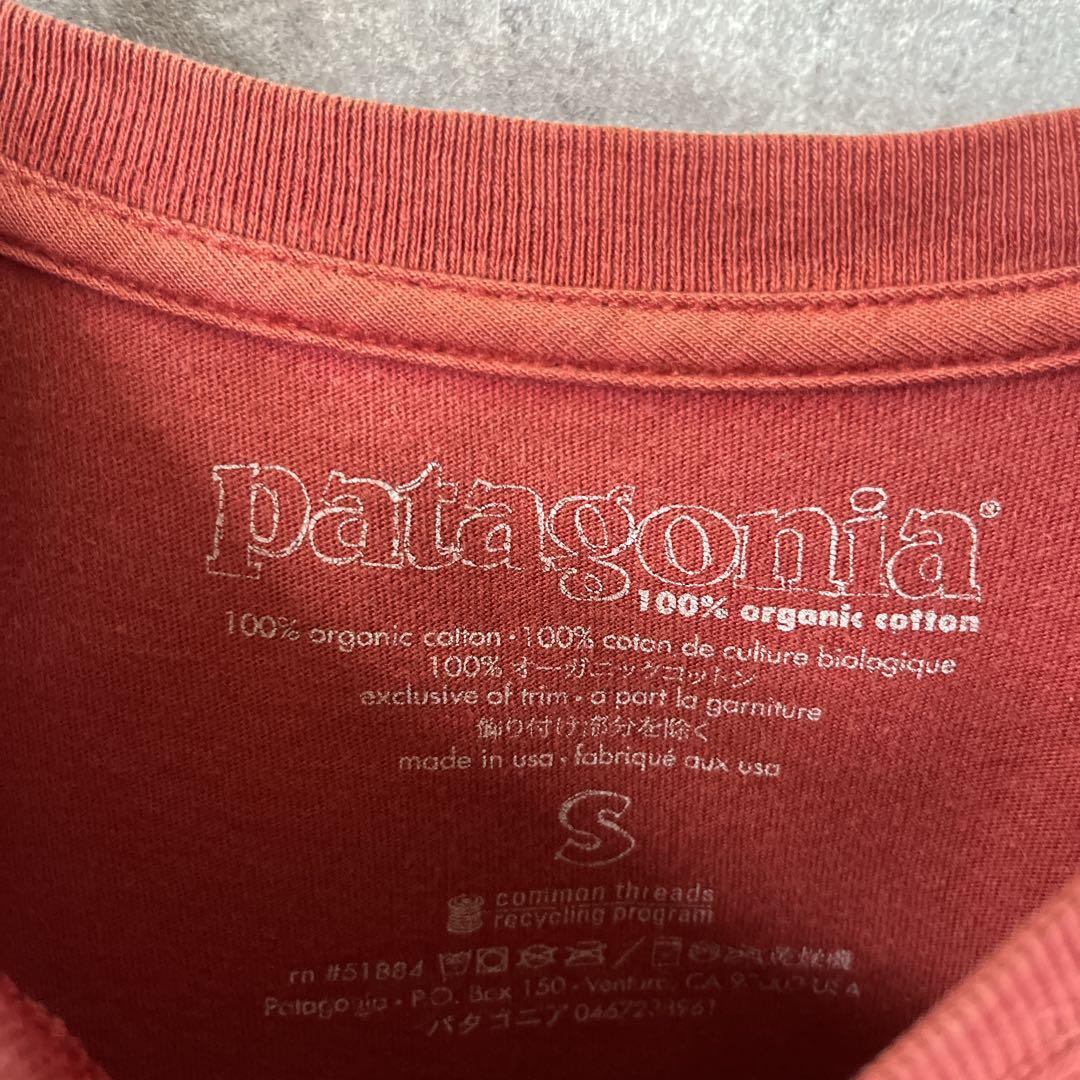 patagonia®
100% organic cotton
100% organic cotton · 100% coton de culture biologique
100% オーガニックコットン
exclusive of trim · a part la garniture
飾り付け部分を除く
made in usa · fabriqué aux usa
S
common threads
recycling program
rn #51884
Patagonia · P.O. Box 150 · Ventura, CA USA
パタゴニア